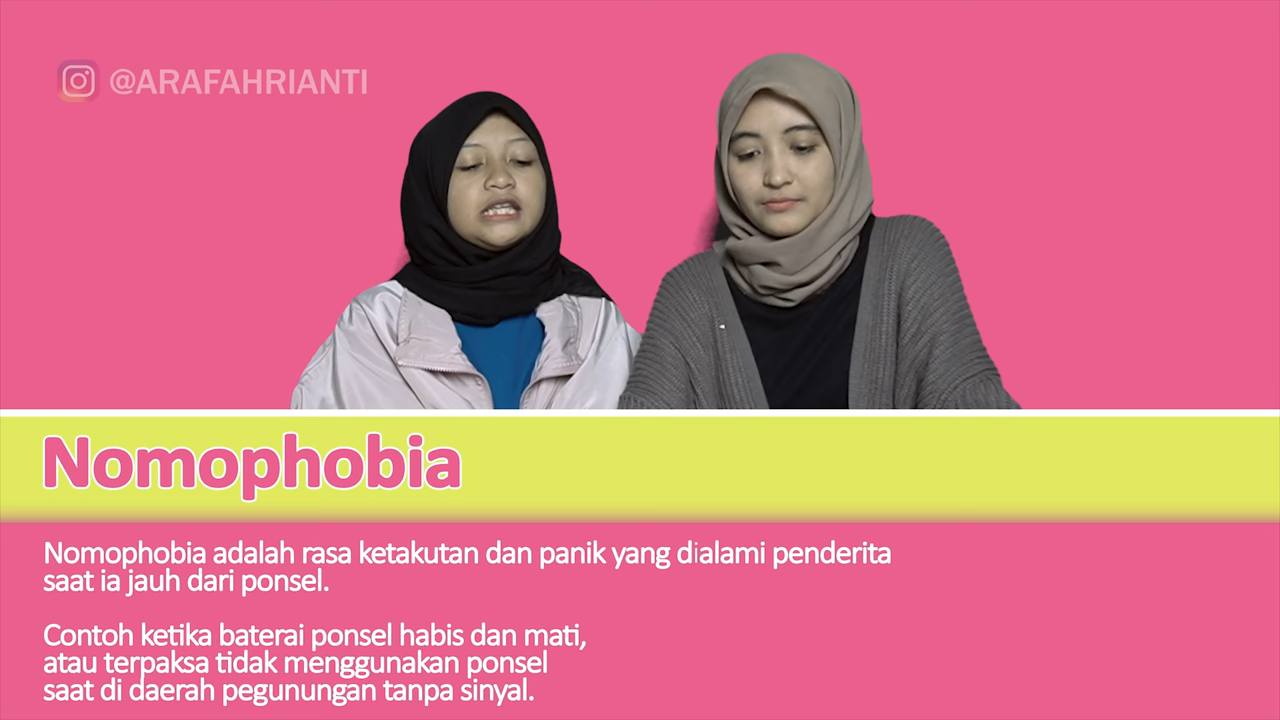 @ARAFAHRIANTI
Nomophobia
Nomophobia adalah rasa ketakutan dan panik yang dialami penderita
saat ia jauh dari ponsel.
Contoh ketika baterai ponsel habis dan mati,
atau terpaksa tidak menggunakan ponsel
saat di daerah pegunungan tanpa sinyal.